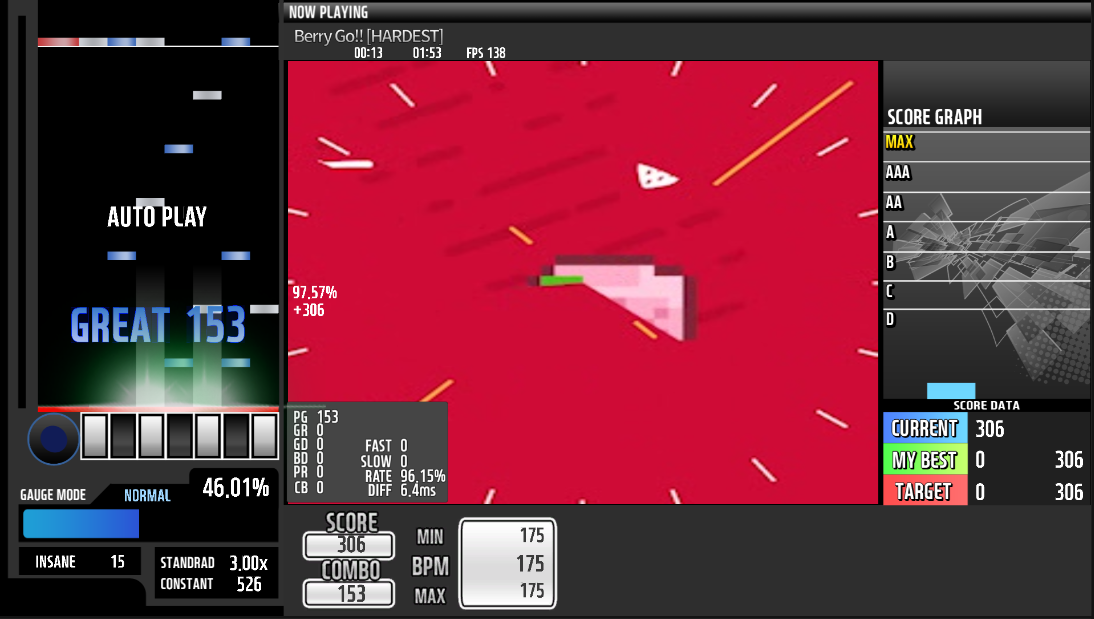 NOW PLAYING
Berry Go!! [HARDEST]
00:13 01:53 FPS 138
AUTO PLAY
GREAT 153
97.57%
+306
PG 153
GR 0
GD 0
BD 0
PR 0
CB 0
FAST 0
SLOW 0
RATE 96.15%
DIFF 6.4ms
SCORE GRAPH
MAX
AAA
AA
A
B
C
D
SCORE DATA
CURRENT 306
MY BEST 0 306
TARGET 0 306
GAUGE MODE NORMAL 46.01%
INSANE 15
STANDRAD 3.00x
CONSTANT 526
SCORE
306
COMBO
153
MIN 175
BPM 175
MAX 175